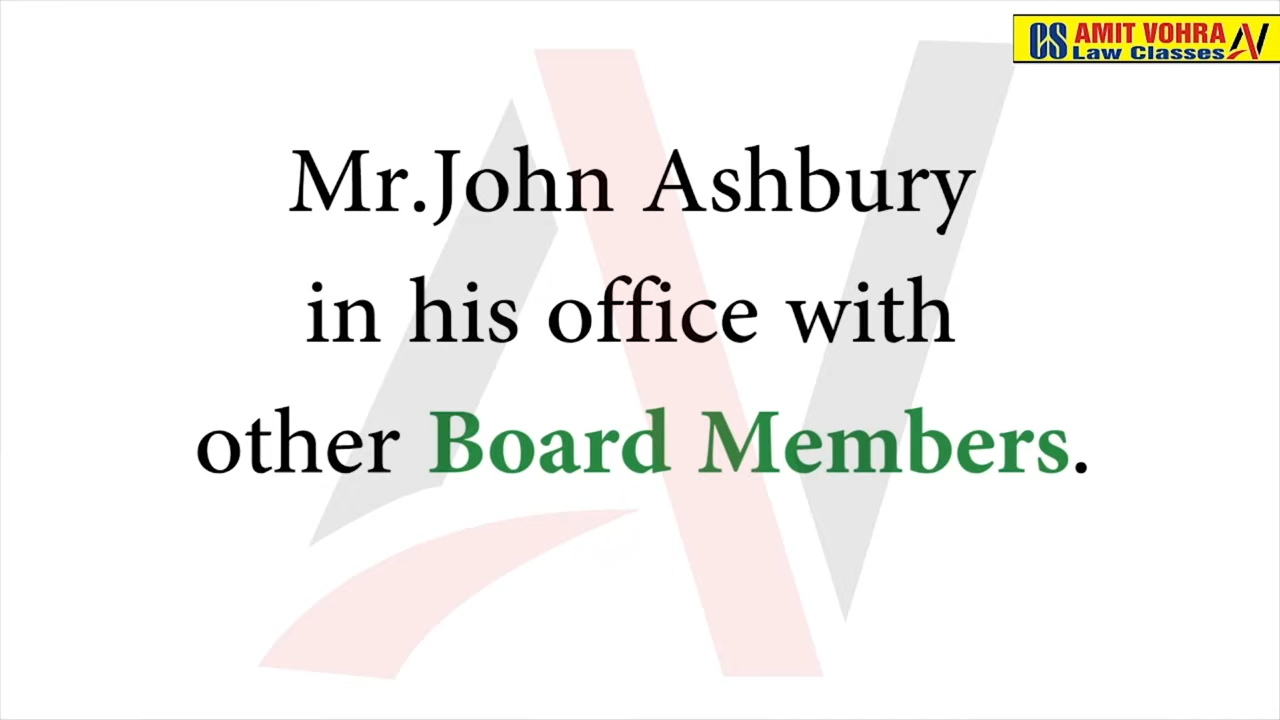 CS AMIT VOHRA
Law Classes
Mr.John Ashbury
in his office with
other Board Members.